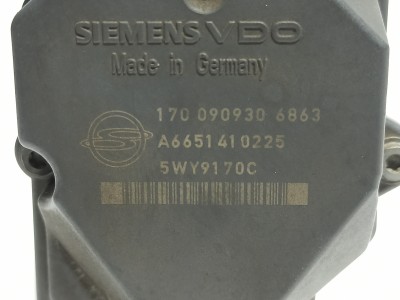 SIEMENS VDO
Made in Germany
170 090930 6863
A6651410225
5WY9170C